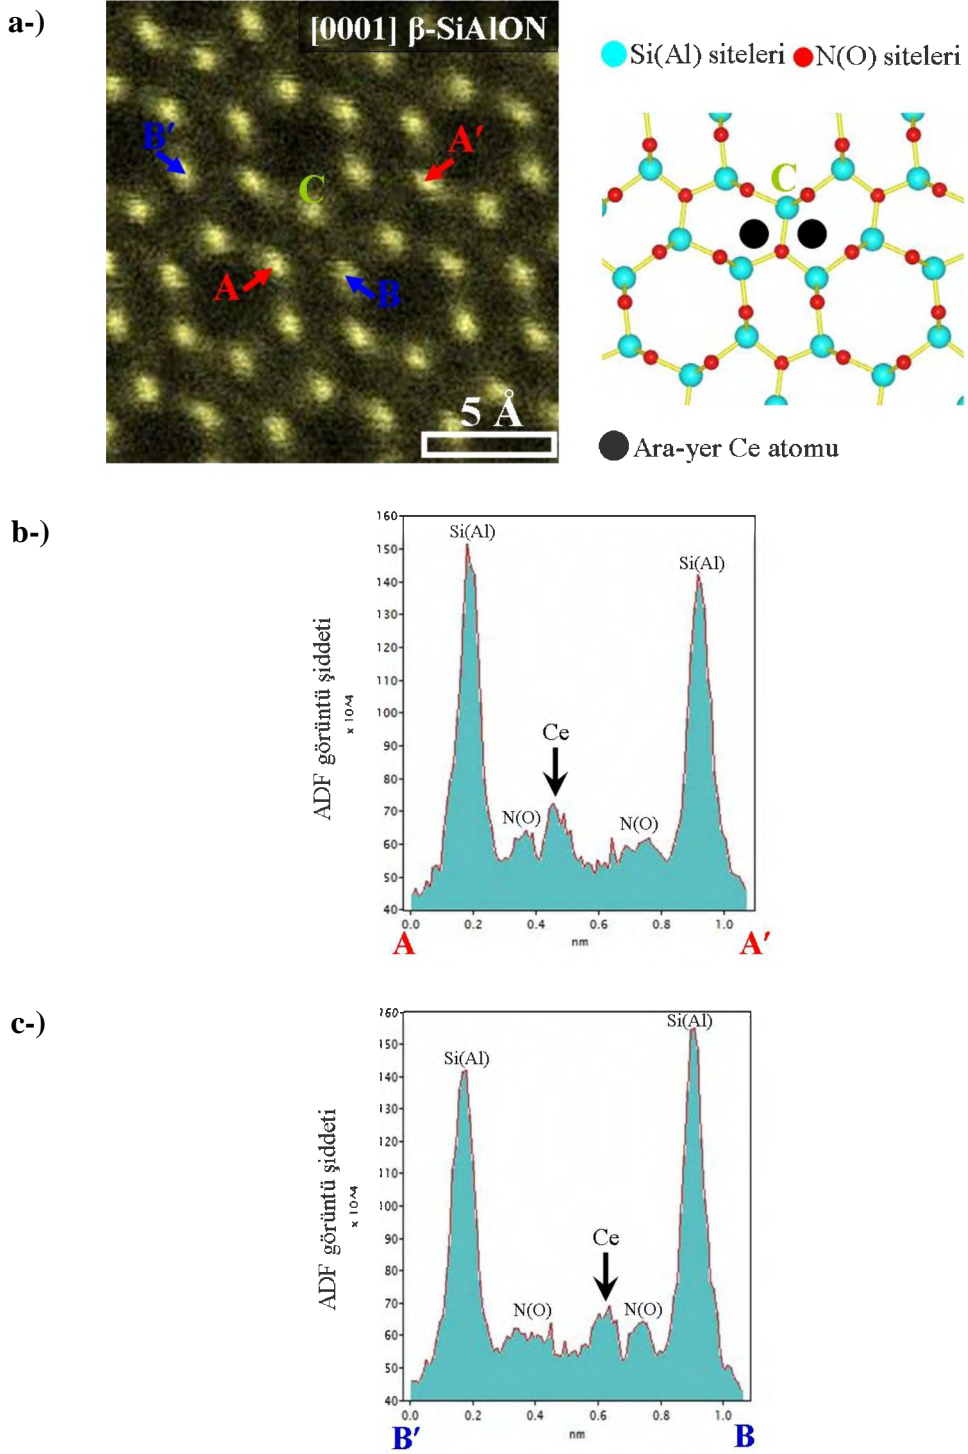 a-)
[0001] β-SiAlON
B′
A′
C
A
B
5 Å
Si(Al) siteleri
N(O) siteleri
C
Ara-yer Ce atomu
b-)
160
150
140
130
120
110
100
90
80
70
60
50
40
ADF görüntü şiddeti
x 10^4
Si(Al)
Si(Al)
Ce
N(O)
N(O)
0.0
0.2
0.4
0.6
0.8
1.0
nm
A
A′
c-)
160
150
140
130
120
110
100
90
80
70
60
50
40
ADF görüntü şiddeti
x 10^4
Si(Al)
Si(Al)
Ce
N(O)
N(O)
0.0
0.2
0.4
0.6
0.8
1.0
nm
B′
B